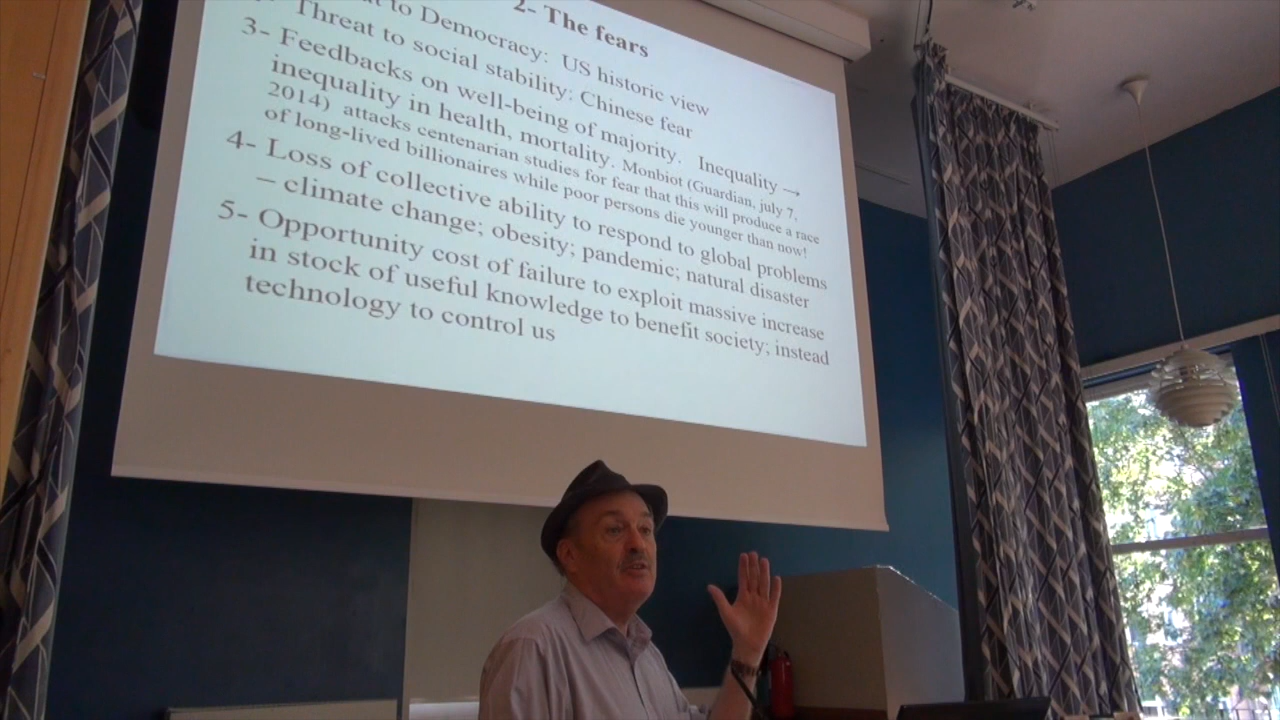 2- The fears
to Democracy: US historic view
Threat to social stability: Chinese fear
3- Feedbacks on well-being of majority. Inequality →
inequality in health, mortality. Monbiot (Guardian, july 7,
2014) attacks centenarian studies for fear that this will produce a race
of long-lived billionaires while poor persons die younger than now!
4- Loss of collective ability to respond to global problems
– climate change; obesity; pandemic; natural disaster
5- Opportunity cost of failure to exploit massive increase
in stock of useful knowledge to benefit society; instead
technology to control us